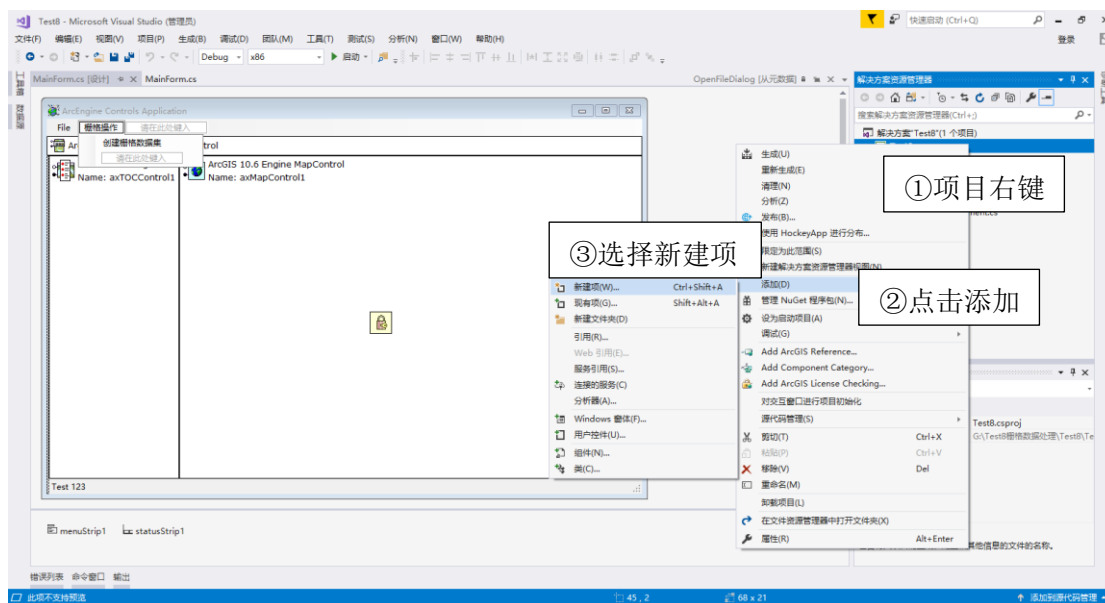 Test8 - Microsoft Visual Studio (管理员)
快速启动 (Ctrl+Q)
文件(F) 编辑(E) 视图(V) 项目(P) 生成(B) 调试(D) 团队(M) 工具(T) 测试(S) 分析(N) 窗口(W) 帮助(H)
登录
Debug x86 启动
工具箱
数据源
MainForm.cs [设计] MainForm.cs
OpenFileDialog [从元数据]
解决方案资源管理器
搜索解决方案资源管理器(Ctrl+;)
解决方案"Test8"(1 个项目)
ArcEngine Controls Application
File 栅格操作 请在此处键入
创建栅格数据集
请在此处键入
Name: axTOCControl1
ArcGIS 10.6 Engine MapControl
Name: axMapControl1
Test 123
menuStrip1 statusStrip1
生成(U)
重新生成(E)
清理(N)
分析(Z)
发布(B)...
使用 HockeyApp 进行分布...
限定为此范围(S)
新建解决方案资源管理器视图(N)
添加(D)
管理 NuGet 程序包(N)...
设为启动项目(A)
调试(G)
Add ArcGIS Reference...
Add Component Category...
Add ArcGIS License Checking...
对交互窗口进行项目初始化
源代码管理(S)
剪切(T) Ctrl+X
粘贴(P) Ctrl+V
移除(V) Del
重命名(M)
卸载项目(L)
在文件资源管理器中打开文件夹(X)
属性(R) Alt+Enter
①项目右键
②点击添加
③选择新建项
新建项(W)... Ctrl+Shift+A
现有项(G)... Shift+Alt+A
新建文件夹(D)
引用(R)...
Web 引用(E)...
服务引用(S)...
连接的服务(C)
分析器(A)...
Windows 窗体(F)...
用户控件(U)...
组件(N)...
类(C)...
Test8.csproj
G:\Test8栅格数据处理\Test8\Te
其他信息的文件的名称。
错误列表 命令窗口 输出
此项不支持预览
45 , 2
68 x 21
添加到源代码管理